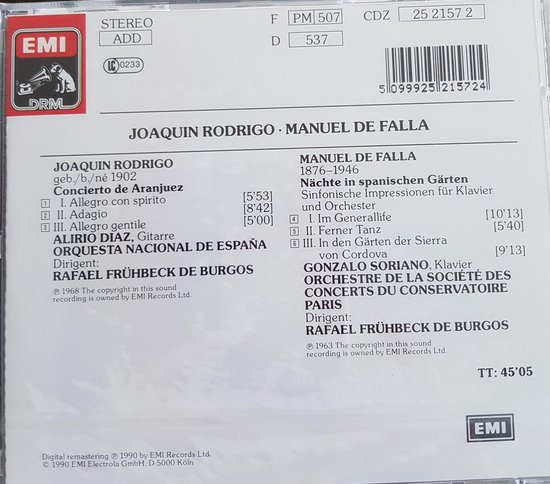 EMI
DRM
STEREO
ADD
LC 0233
F PM 507 CDZ 25 2157 2
D 537
5 099925 215724
JOAQUIN RODRIGO · MANUEL DE FALLA
JOAQUIN RODRIGO
geb./b./né 1902
Concierto de Aranjuez
1 I. Allegro con spirito [5'53]
2 II. Adagio [8'42]
3 III. Allegro gentile [5'00]
ALIRIO DIAZ, Gitarre
ORQUESTA NACIONAL DE ESPAÑA
Dirigent:
RAFAEL FRÜHBECK DE BURGOS
℗ 1968 The copyright in this sound
recording is owned by EMI Records Ltd.
MANUEL DE FALLA
1876–1946
Nächte in spanischen Gärten
Sinfonische Impressionen für Klavier
und Orchester
4 I. Im Generallife [10'13]
5 II. Ferner Tanz [5'40]
6 III. In den Gärten der Sierra
von Cordova [9'13]
GONZALO SORIANO, Klavier
ORCHESTRE DE LA SOCIÉTÉ DES
CONCERTS DU CONSERVATOIRE
PARIS
Dirigent:
RAFAEL FRÜHBECK DE BURGOS
℗ 1963 The copyright in this sound
recording is owned by EMI Records Ltd.
TT: 45'05
EMI
Digital remastering ℗ 1990 by EMI Records Ltd.
© 1990 EMI Electrola GmbH, D 5000 Köln